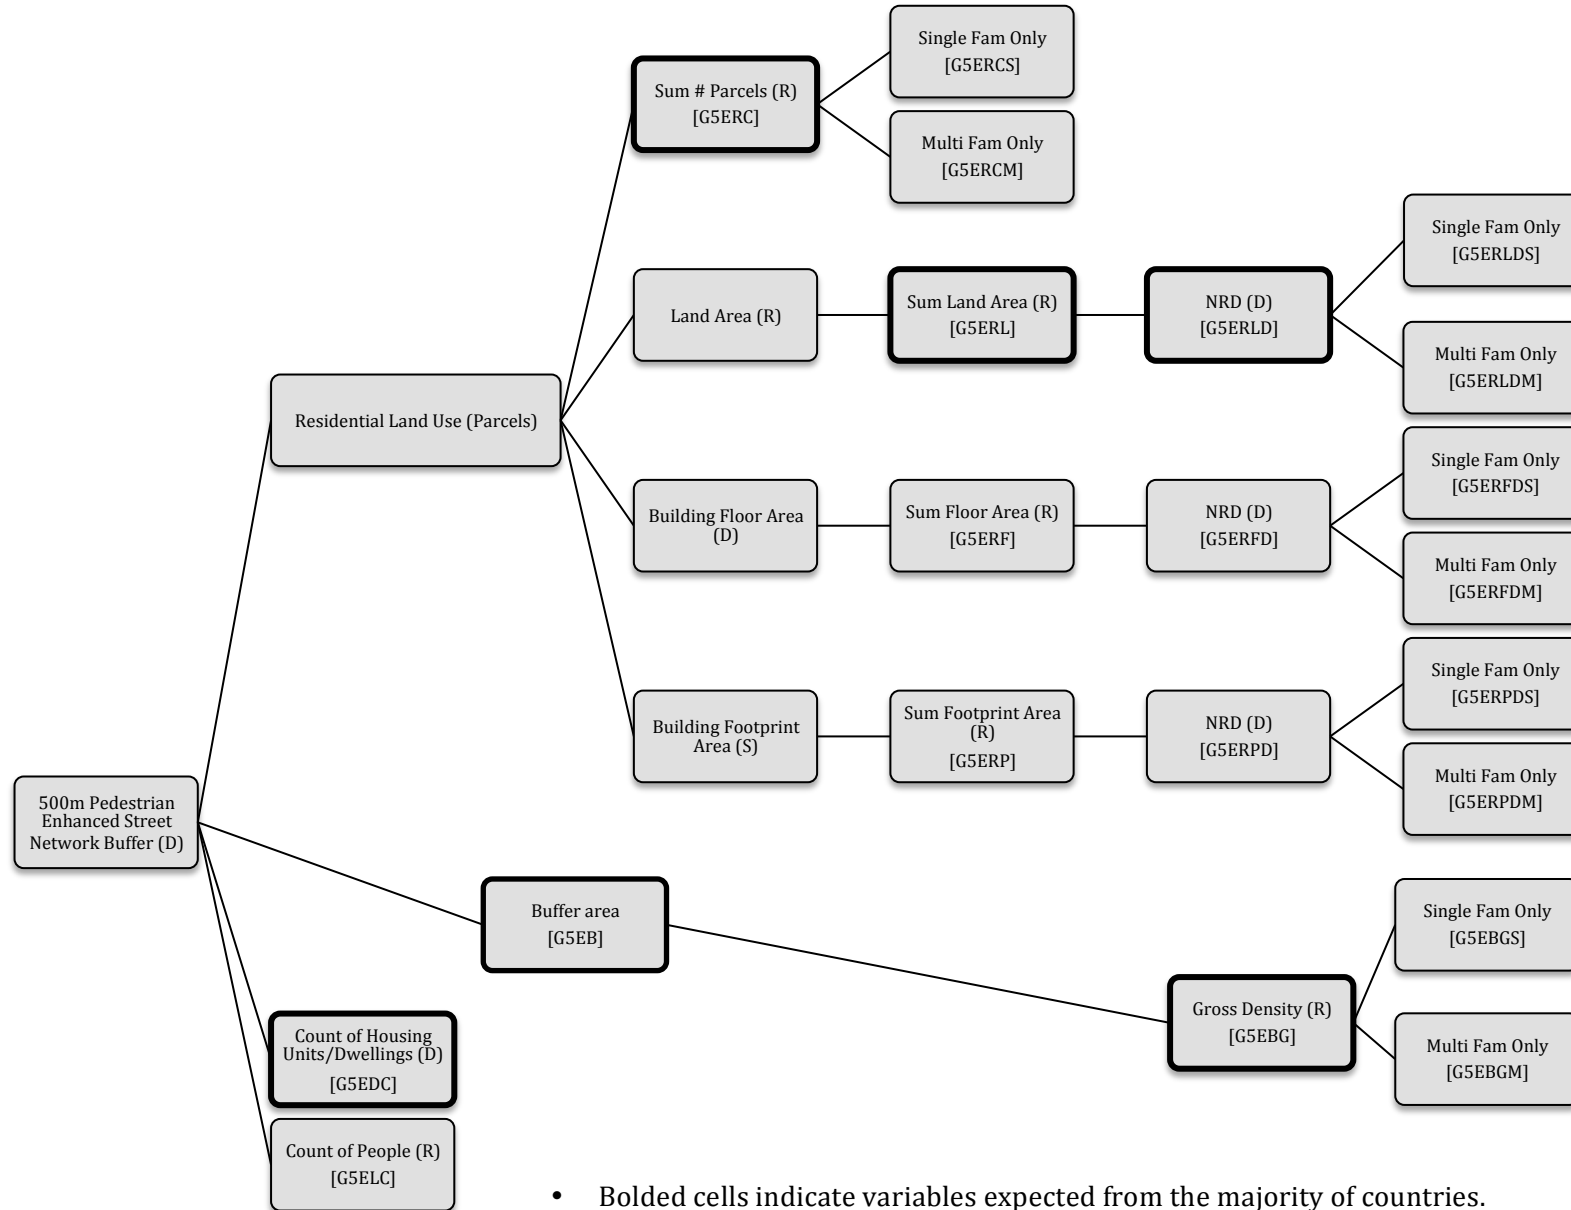 Single Fam Only
[G5ERCS]
Sum # Parcels (R)
[G5ERC]
Multi Fam Only
[G5ERCM]
Single Fam Only
[G5ERLDS]
Land Area (R)
Sum Land Area (R)
[G5ERL]
NRD (D)
[G5ERLD]
Multi Fam Only
[G5ERLDM]
Residential Land Use (Parcels)
Single Fam Only
[G5ERFDS]
Building Floor Area
(D)
Sum Floor Area (R)
[G5ERF]
NRD (D)
[G5ERFD]
Multi Fam Only
[G5ERFDM]
Single Fam Only
[G5ERPDS]
Building Footprint
Area (S)
Sum Footprint Area
(R)
[G5ERP]
NRD (D)
[G5ERPD]
Multi Fam Only
[G5ERPDM]
500m Pedestrian
Enhanced Street
Network Buffer (D)
Buffer area
[G5EB]
Single Fam Only
[G5EBGS]
Gross Density (R)
[G5EBG]
Multi Fam Only
[G5EBGM]
Count of Housing
Units/Dwellings (D)
[G5EDC]
Count of People (R)
[G5ELC]
• Bolded cells indicate variables expected from the majority of countries.